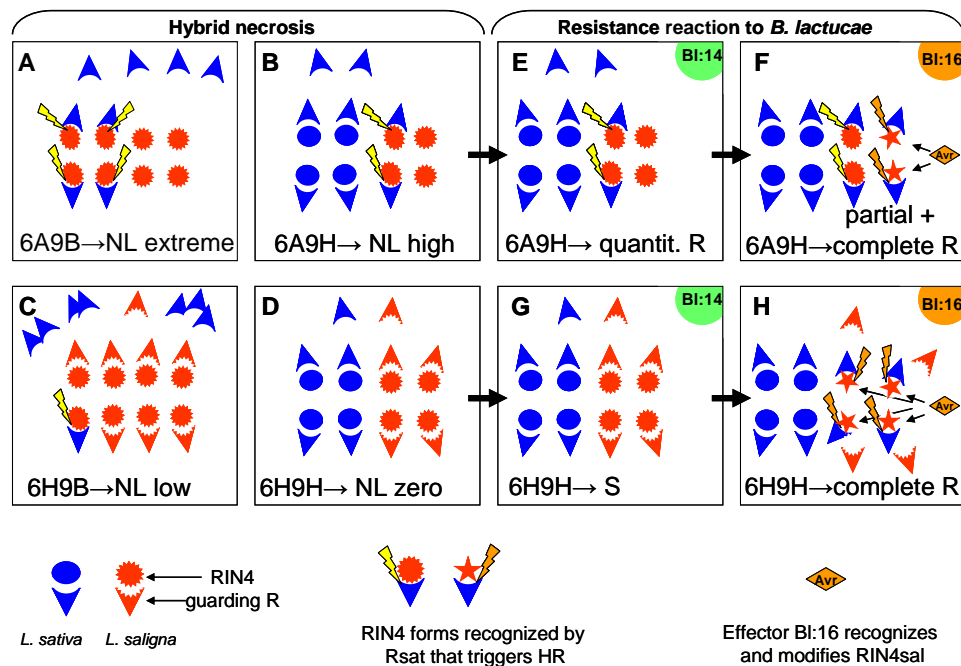 Hybrid necrosis
Resistance reaction to B. lactucae
A
6A9B→NL extreme
B
6A9H→ NL high
E
Bl:14
6A9H→ quantit. R
F
Bl:16
Avr
partial +
6A9H→complete R
C
6H9B→NL low
D
6H9H→ NL zero
G
Bl:14
6H9H→ S
H
Bl:16
Avr
6H9H→complete R
RIN4
guarding R
L. sativa
L. saligna
RIN4 forms recognized by
Rsat that triggers HR
Avr
Effector Bl:16 recognizes
and modifies RIN4sal